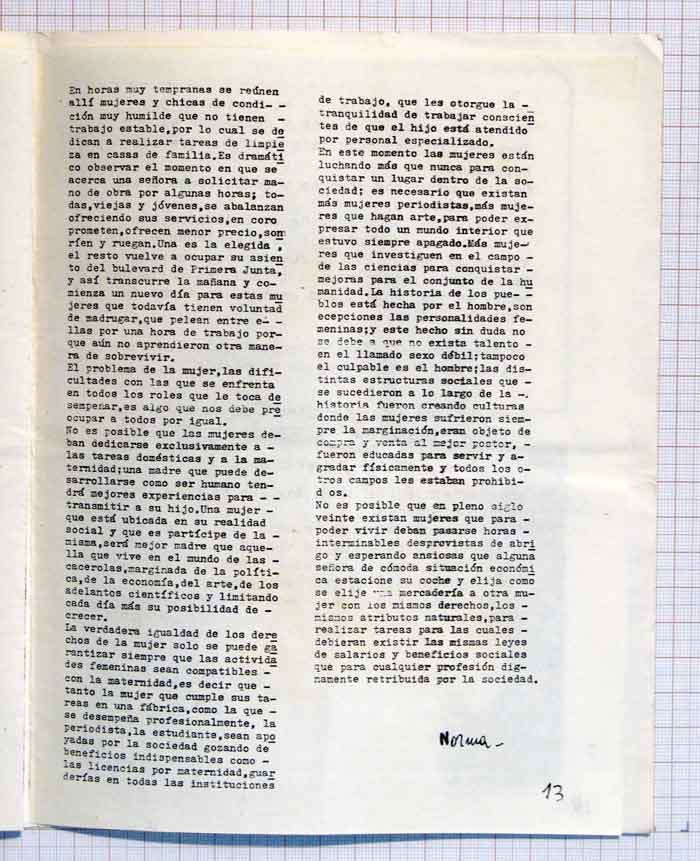 En horas muy tempranas se reúnen
allí mujeres y chicas de condi- -
ción muy humilde que no tienen -
trabajo estable,por lo cual se de
dican a realizar tareas de limpie
za en casas de familia.Es dramáti
co observar el momento en que se
acerca una señora a solicitar ma-
no de obra por algunas horas; to-
das,viejas y jóvenes,se abalanzan
ofreciendo sus servicios,en coro
prometen,ofrecen menor precio,son
ríen y ruegan.Una es la elegida ,
el resto vuelve a ocupar su asien
to del bulevard de Primera Junta,
y así transcurre la mañana y co-
mienza un nuevo día para estas mu
jeres que todavía tienen voluntad
de madrugar,que pelean entre e- -
llas por una hora de trabajo por-
que aún no aprendieron otra mane-
ra de sobrevivir.
El problema de la mujer,las difi-
cultades con las que se enfrenta
en todos los roles que le toca de
sempeñar,es algo que nos debe pre
ocupar a todos por igual.
No es posible que las mujeres de-
ban dedicarse exclusivamente a -
las tareas domésticas y a la ma-
ternidad;una madre que puede de-
sarrollarse como ser humano ten-
drá mejores experiencias para - -
transmitir a su hijo.Una mujer -
que está ubicada en su realidad
social y que es partícipe de la -
misma,será mejor madre que aque-
lla que vive en el mundo de las -
cacerolas,marginada de la políti-
ca,de la economía,del arte,de los
adelantos científicos y limitando
cada día más su posibilidad de -
crecer.
La verdadera igualdad de los dere
chos de la mujer solo se puede ga
rantizar siempre que las activida
des femeninas sean compatibles -
con la maternidad,es decir que -
tanto la mujer que cumple sus ta-
reas en una fábrica,como la que -
se desempeña profesionalmente, la
periodista,la estudiante,sean apo
yadas por la sociedad gozando de
beneficios indispensables como -
las licencias por maternidad,guar
derías en todas las instituciones
de trabajo, que les otorgue la -
tranquilidad de trabajar conscien
tes de que el hijo está atendido
por personal especializado.
En este momento las mujeres están
luchando más que nunca para con-
quistar un lugar dentro de la so-
ciedad; es necesario que existan
más mujeres periodistas,más muje-
res que hagan arte,para poder ex-
presar todo un mundo interior que
estuvo siempre apagado.Más muje-
res que investiguen en el campo -
de las ciencias para conquistar -
mejoras para el conjunto de la hu
manidad.La historia de los pue- -
blos está hecha por el hombre,son
ecepciones las personalidades fe-
meninas;y este hecho sin duda no
se debe a que no exista talento -
en el llamado sexo débil;tampoco
el culpable es el hombre;las dis-
tintas estructuras sociales que -
se sucedieron a lo largo de la -.
historia fueron creando culturas
donde las mujeres sufrieron siem-
pre la marginación,eran objeto de
compra y venta al mejor postor, -
fueron educadas para servir y a-
gradar físicamente y todos los o-
tros campos les estaban prohibi-
d os.
No es posible que en pleno siglo
veinte existan mujeres que para -
poder vivir deban pasarse horas -
interminables desprovistas de abri
go y esperando ansiosas que alguna
señora de cómoda situación económi
ca estacione su coche y elija como
se elije una mercadería a otra mu-
jer con los mismos derechos,los -
mismos atributos naturales,para -
realizar tareas para las cuales -
debieran existir las mismas leyes
de salarios y beneficios sociales
que para cualquier profesión dig-
namente retribuida por la sociedad.
Norma-
13